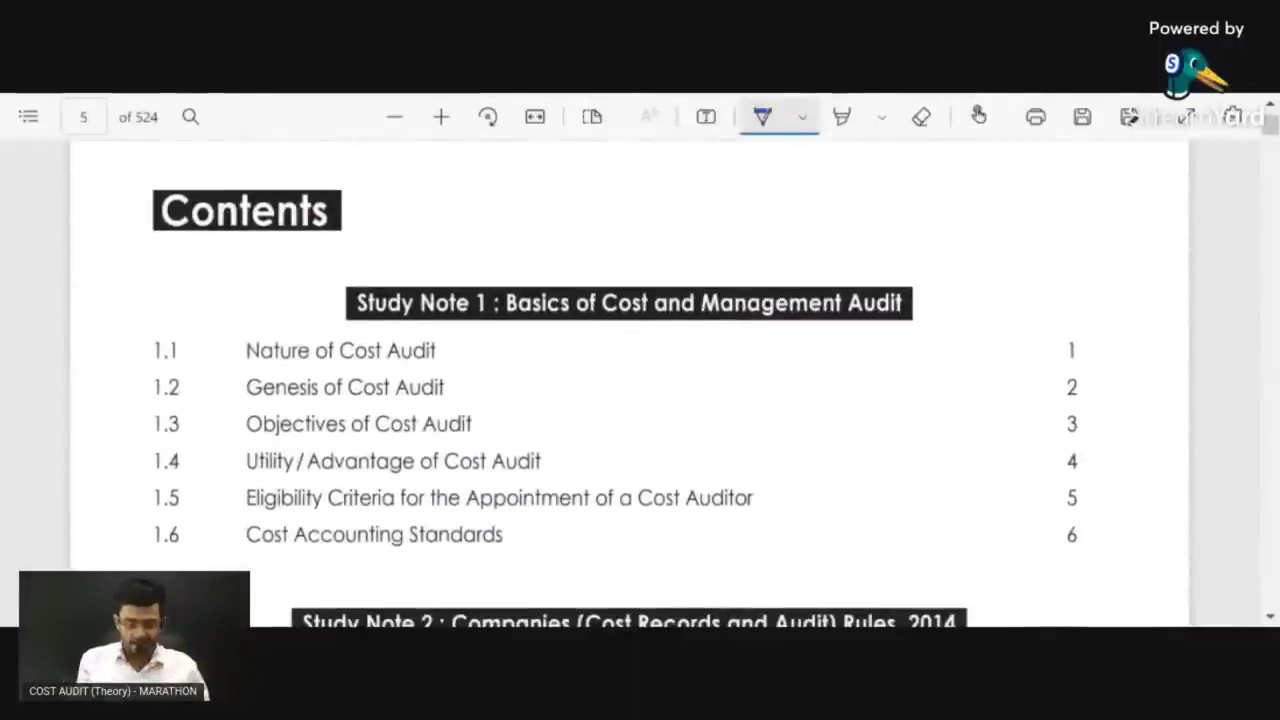 Powered by
5 of 524
Contents
Study Note 1 : Basics of Cost and Management Audit
1.1 Nature of Cost Audit 1
1.2 Genesis of Cost Audit 2
1.3 Objectives of Cost Audit 3
1.4 Utility/Advantage of Cost Audit 4
1.5 Eligibility Criteria for the Appointment of a Cost Auditor 5
1.6 Cost Accounting Standards 6
Study Note 2 : Companies (Cost Records and Audit) Rules, 2014
COST AUDIT (Theory) - MARATHON